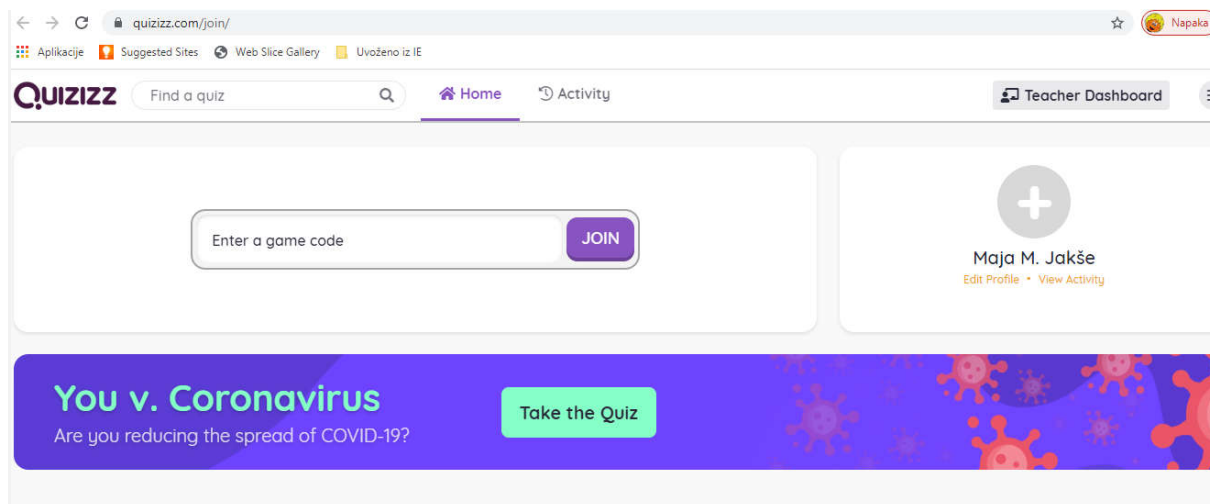 quizizz.com/join/
Napaka
Aplikacije Suggested Sites Web Slice Gallery Uvoženo iz IE
QUIZIZZ Find a quiz Home Activity Teacher Dashboard
Enter a game code JOIN
Maja M. Jakše
Edit Profile • View Activity
You v. Coronavirus
Take the Quiz
Are you reducing the spread of COVID-19?